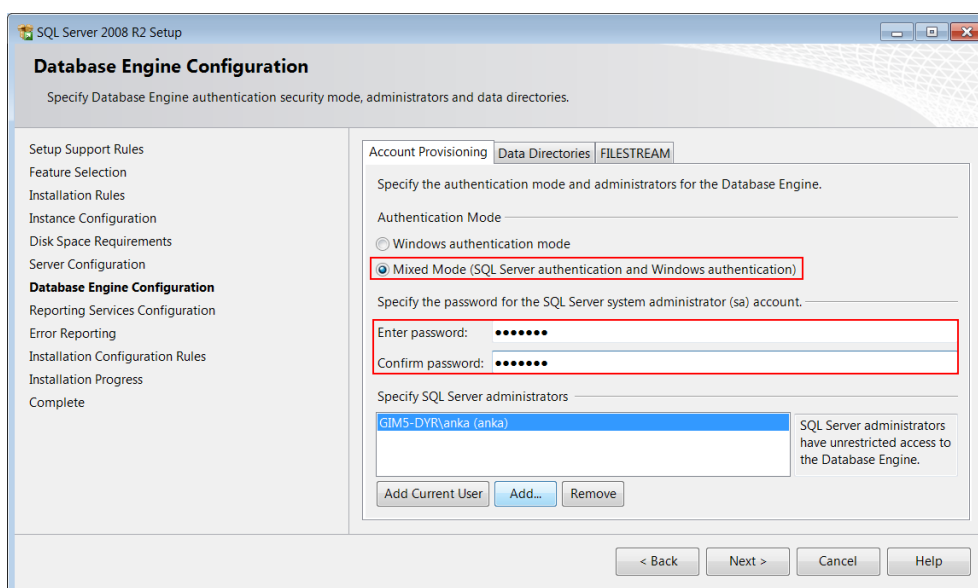 SQL Server 2008 R2 Setup
Database Engine Configuration
Specify Database Engine authentication security mode, administrators and data directories.
Setup Support Rules
Feature Selection
Installation Rules
Instance Configuration
Disk Space Requirements
Server Configuration
Database Engine Configuration
Reporting Services Configuration
Error Reporting
Installation Configuration Rules
Installation Progress
Complete
Account Provisioning Data Directories FILESTREAM
Specify the authentication mode and administrators for the Database Engine.
Authentication Mode
Windows authentication mode
Mixed Mode (SQL Server authentication and Windows authentication)
Specify the password for the SQL Server system administrator (sa) account.
Enter password: •••••••
Confirm password: •••••••
Specify SQL Server administrators
GIM5-DYR\anka (anka)
SQL Server administrators
have unrestricted access to
the Database Engine.
Add Current User Add... Remove
< Back Next > Cancel Help